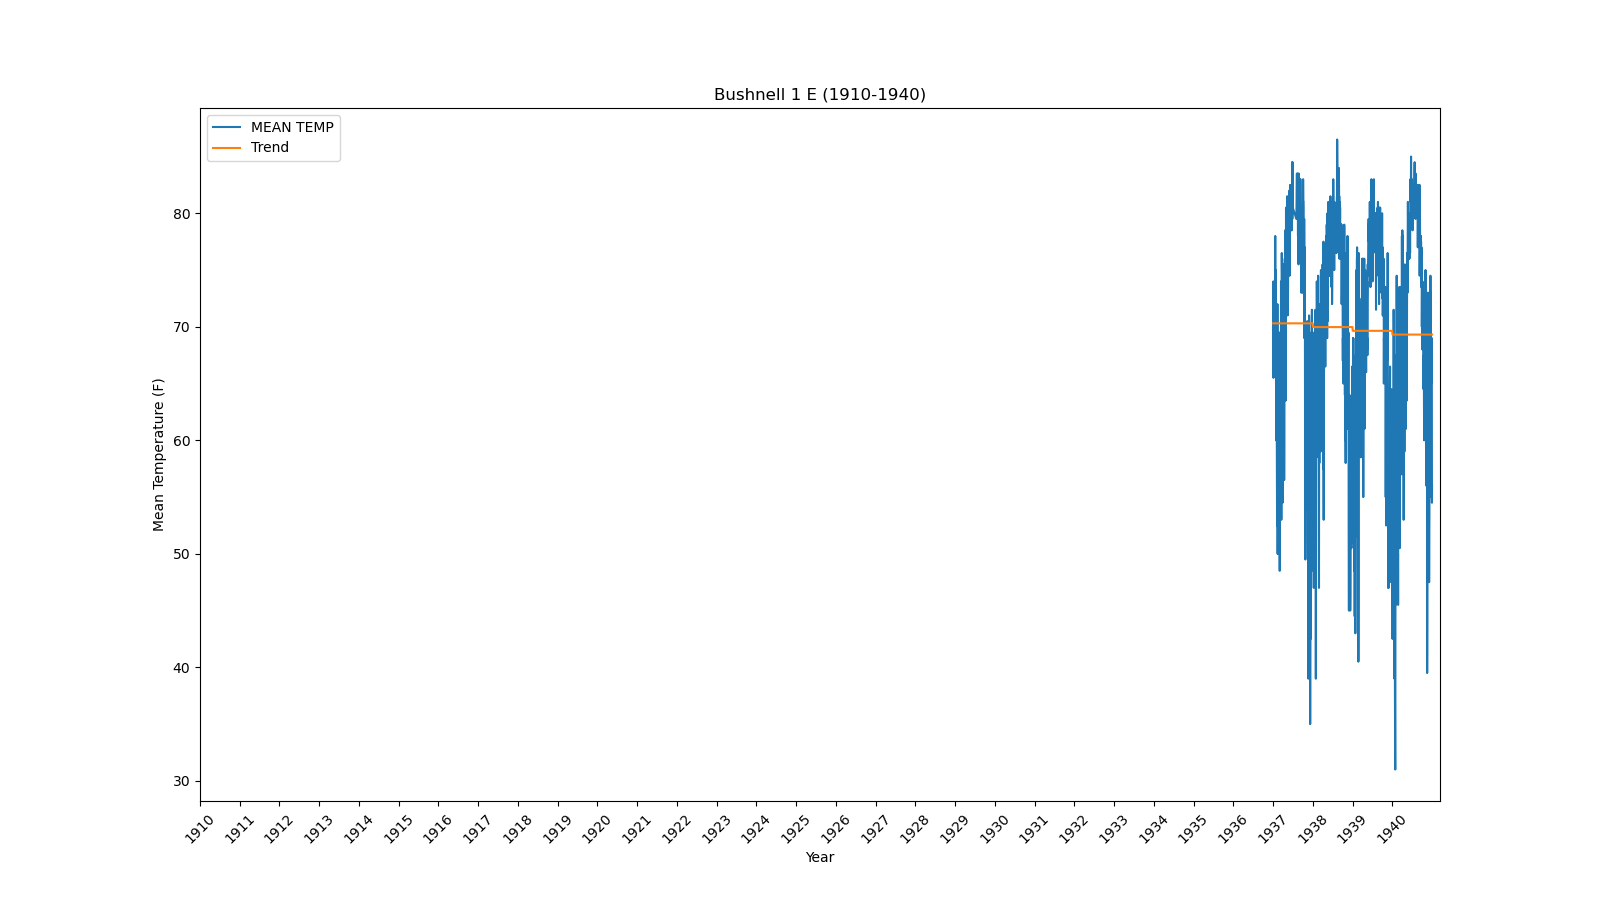 Bushnell 1 E (1910-1940)
MEAN TEMP
Trend
Mean Temperature (F)
80
70
60
50
40
30
1910 1911 1912 1913 1914 1915 1916 1917 1918 1919 1920 1921 1922 1923 1924 1925 1926 1927 1928 1929 1930 1931 1932 1933 1934 1935 1936 1937 1938 1939 1940
Year